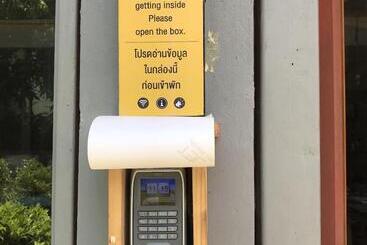 getting inside
Please
open the box.
โปรดอ่านข้อมูล
ในกล่องนี้
ก่อนเข้าพัก